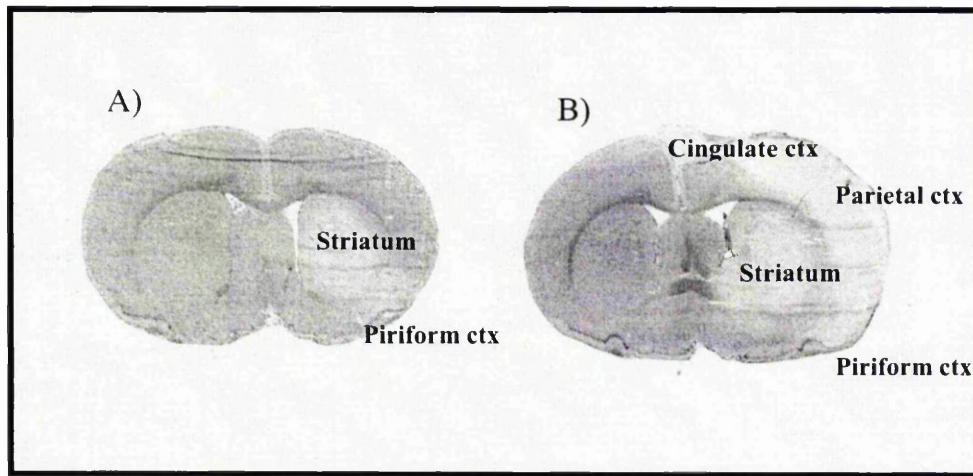 A)
Striatum
Piriform ctx
B)
Cingulate ctx
Parietal ctx
Striatum
Piriform ctx